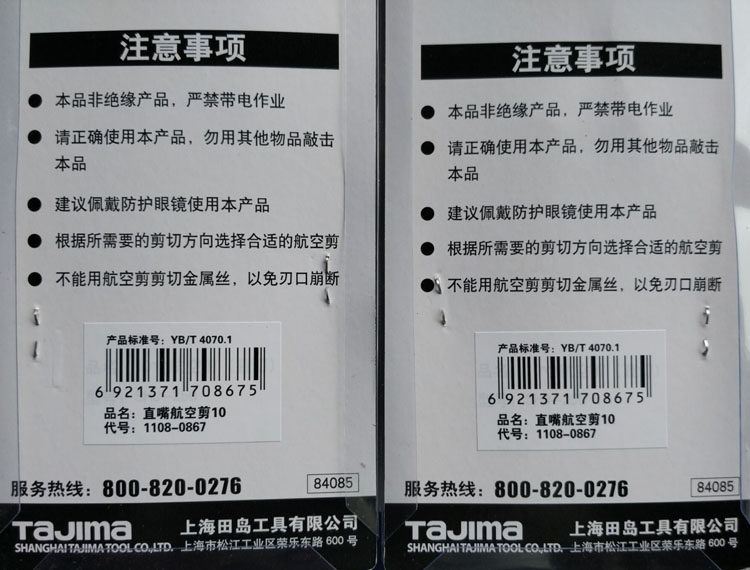 注意事项
● 本品非绝缘产品，严禁带电作业
● 请正确使用本产品，勿用其他物品敲击
本品
● 建议佩戴防护眼镜使用本产品
● 根据所需要的剪切方向选择合适的航空剪
● 不能用航空剪剪切金属丝，以免刃口崩断
产品标准号：YB/T 4070.1
6 921371 708675
品名：直嘴航空剪10
代号：1108-0867
服务热线：800-820-0276
84085
TAJIMA
上海田岛工具有限公司
SHANGHAI TAJIMA TOOL CO.,LTD.
上海市松江工业区荣乐东路 600 号
注意事项
● 本品非绝缘产品，严禁带电作业
● 请正确使用本产品，勿用其他物品敲击
本品
● 建议佩戴防护眼镜使用本产品
● 根据所需要的剪切方向选择合适的航空剪
● 不能用航空剪剪切金属丝，以免刃口崩断
产品标准号：YB/T 4070.1
6 921371 708675
品名：直嘴航空剪10
代号：1108-0867
服务热线：800-820-0276
84085
TAJIMA
上海田岛工具有限公司
SHANGHAI TAJIMA TOOL CO.,LTD.
上海市松江工业区荣乐东路 600 号